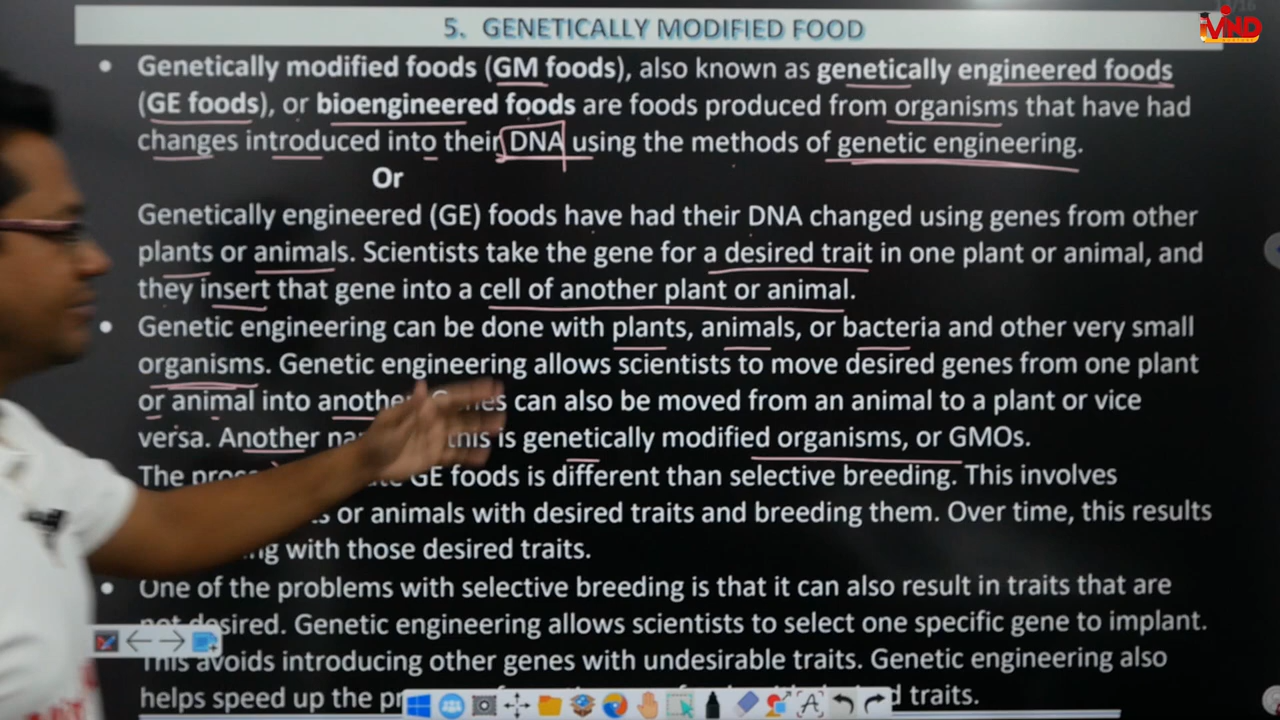 MND
5. GENETICALLY MODIFIED FOOD
Genetically modified foods (GM foods), also known as genetically engineered foods
(GE foods), or bioengineered foods are foods produced from organisms that have had
changes introduced into their DNA using the methods of genetic engineering.
Or
Genetically engineered (GE) foods have had their DNA changed using genes from other
plants or animals. Scientists take the gene for a desired trait in one plant or animal, and
they insert that gene into a cell of another plant or animal.
Genetic engineering can be done with plants, animals, or bacteria and other very small
organisms. Genetic engineering allows scientists to move desired genes from one plant
or animal into another can also be moved from an animal to a plant or vice
versa. Another this is genetically modified organisms, or GMOs.
The GE foods is different than selective breeding. This involves
or animals with desired traits and breeding them. Over time, this results
with those desired traits.
One of the problems with selective breeding is that it can also result in traits that are
not desired. Genetic engineering allows scientists to select one specific gene to implant.
This avoids introducing other genes with undesirable traits. Genetic engineering also
helps speed up the traits.